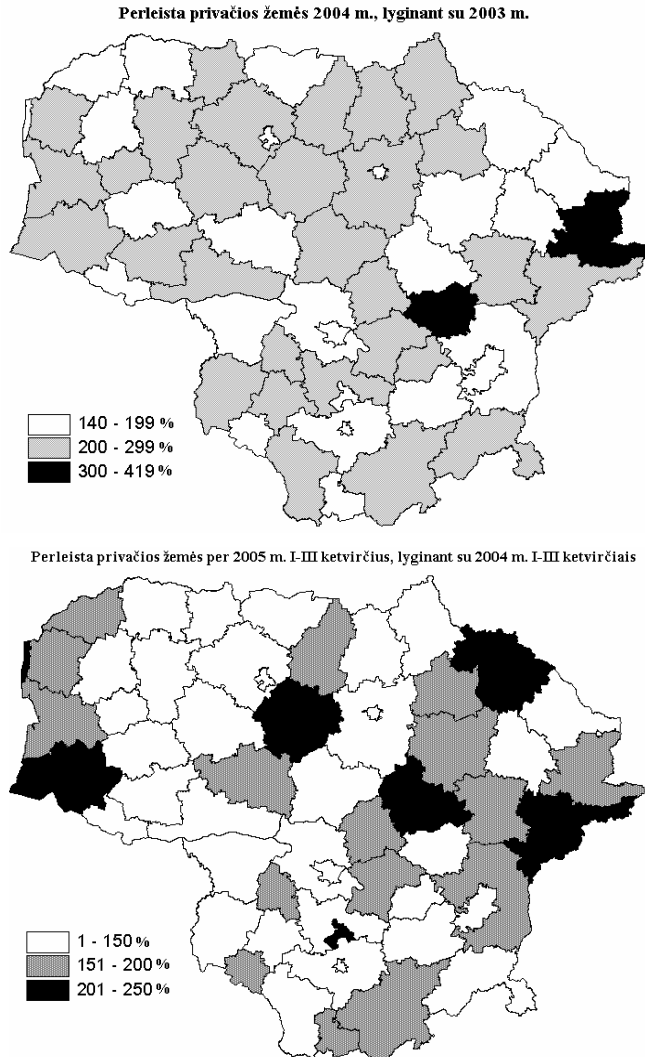 Perleista privačios žemės 2004 m., lyginant su 2003 m.
140 - 199 %
200 - 299 %
300 - 419 %
Perleista privačios žemės per 2005 m. I-III ketvirčius, lyginant su 2004 m. I-III ketvirčiais
1 - 150 %
151 - 200 %
201 - 250 %